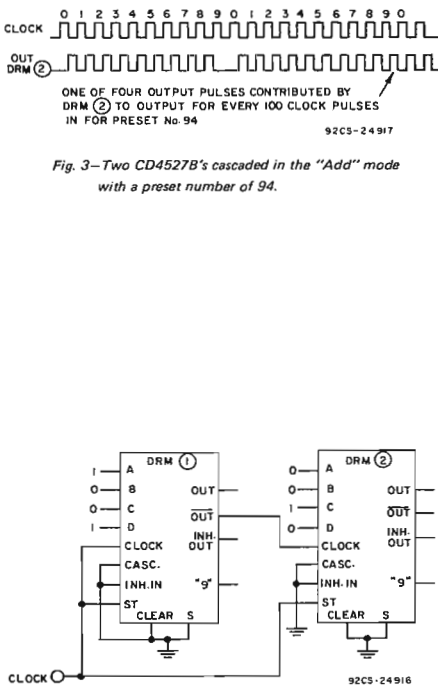 0 1 2 3 4 5 6 7 8 9 0 1 2 3 4 5 6 7 8 9 0
CLOCK
OUT
DRM ②
ONE OF FOUR OUTPUT PULSES CONTRIBUTED BY
DRM ② TO OUTPUT FOR EVERY 100 CLOCK PULSES
IN FOR PRESET No. 94
92CS-24917
Fig. 3—Two CD4527B's cascaded in the "Add" mode
with a preset number of 94.
DRM ①
1 A
0 B
0 C
1 D
CLOCK
CASC.
INH. IN
ST
CLEAR S
OUT
OUT
INH.
OUT
"9"
DRM ②
0 A
0 B
1 C
0 D
CLOCK
CASC.
INH. IN
ST
CLEAR S
OUT
OUT
INH.
OUT
"9"
CLOCK
92CS-24916